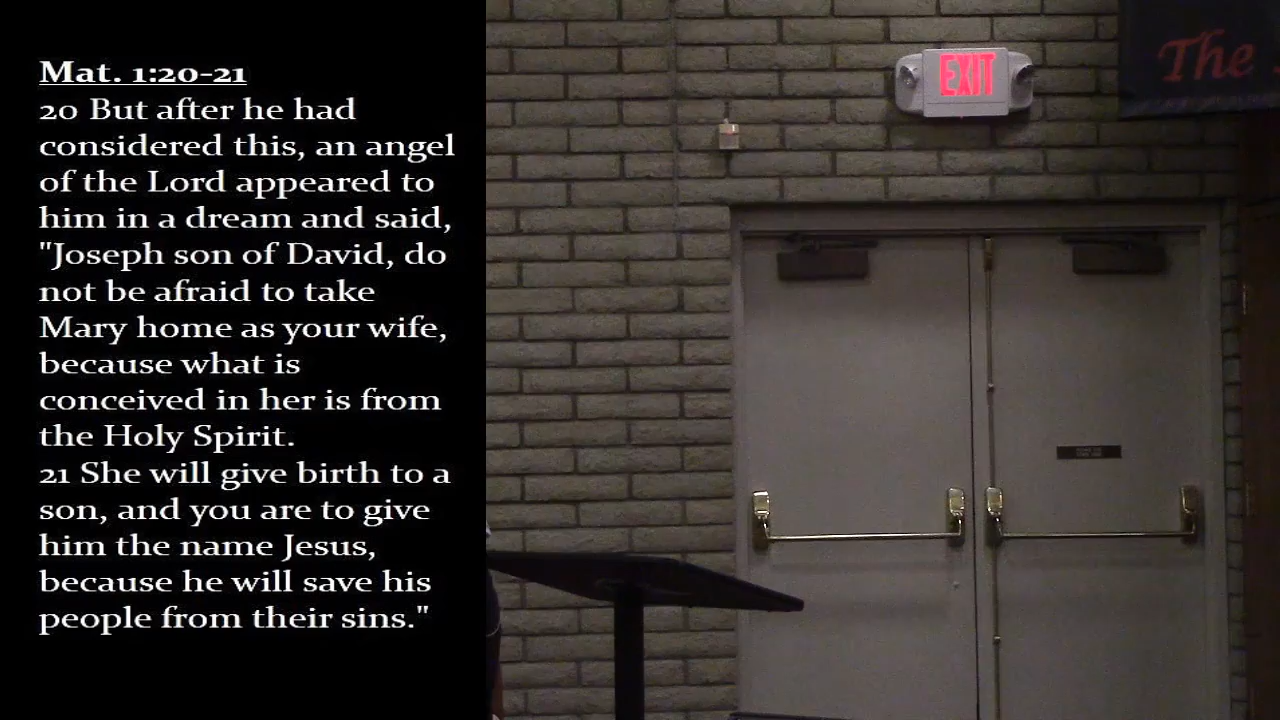 Mat. 1:20-21
20 But after he had
considered this, an angel
of the Lord appeared to
him in a dream and said,
"Joseph son of David, do
not be afraid to take
Mary home as your wife,
because what is
conceived in her is from
the Holy Spirit.
21 She will give birth to a
son, and you are to give
him the name Jesus,
because he will save his
people from their sins."
EXIT
The